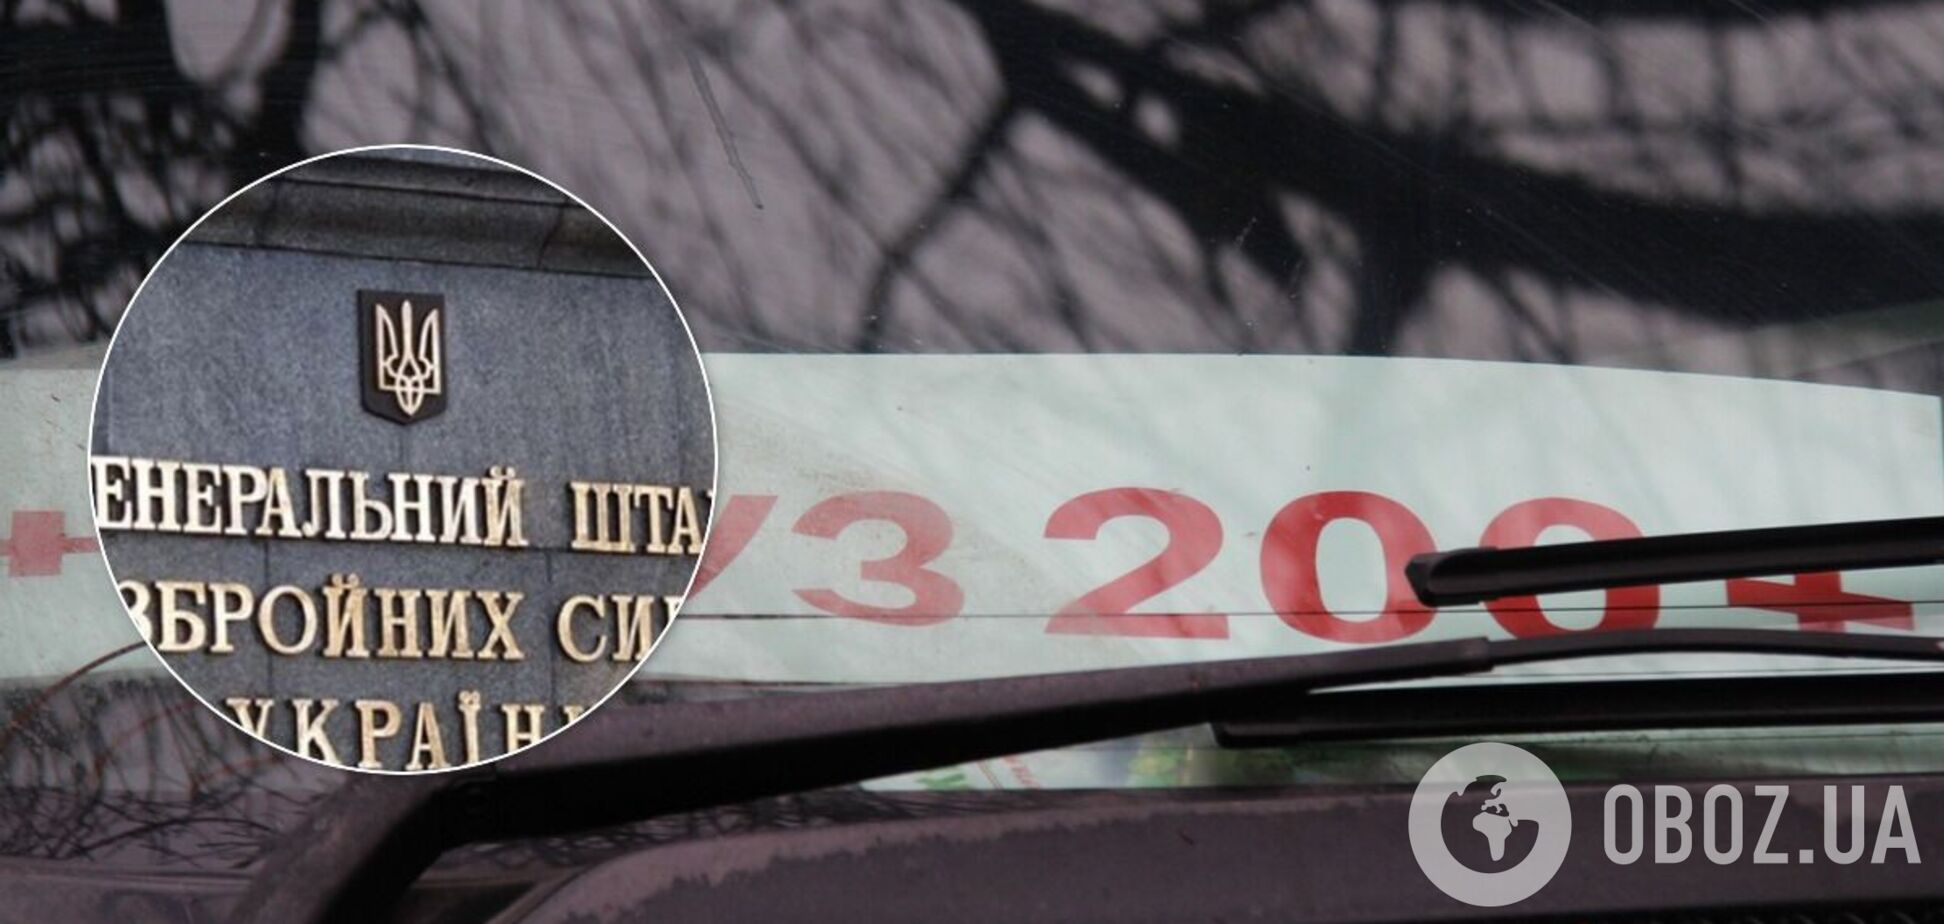 ЕНЕРАЛЬНИЙ ШТА
ЗБРОЙНИХ СИ
УКРАЇН
УЗ 200
OBOZ.UA